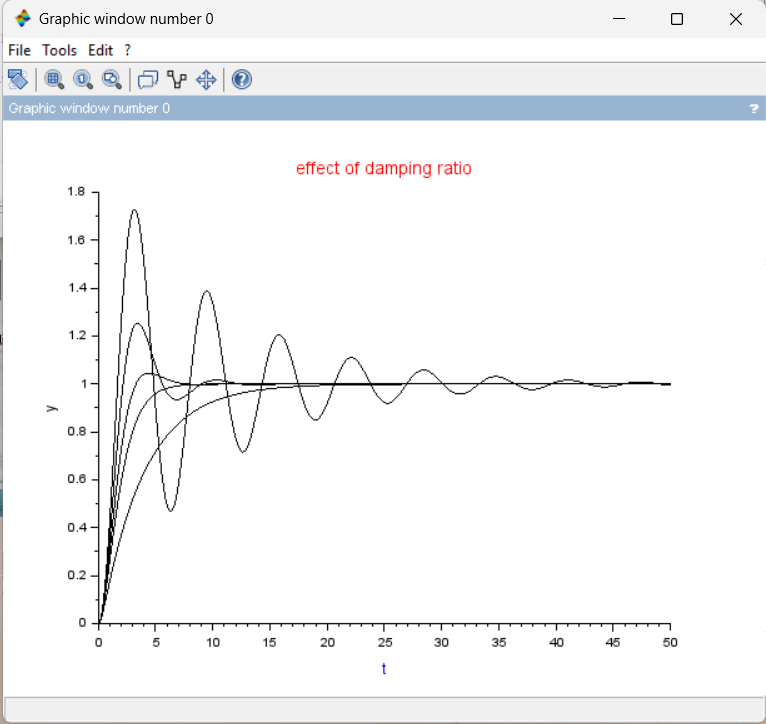 Graphic window number 0
File Tools Edit ?
Graphic window number 0 ?
effect of damping ratio
1.8
1.6
1.4
1.2
1
0.8
y
0.6
0.4
0.2
0
0 5 10 15 20 25 30 35 40 45 50
t